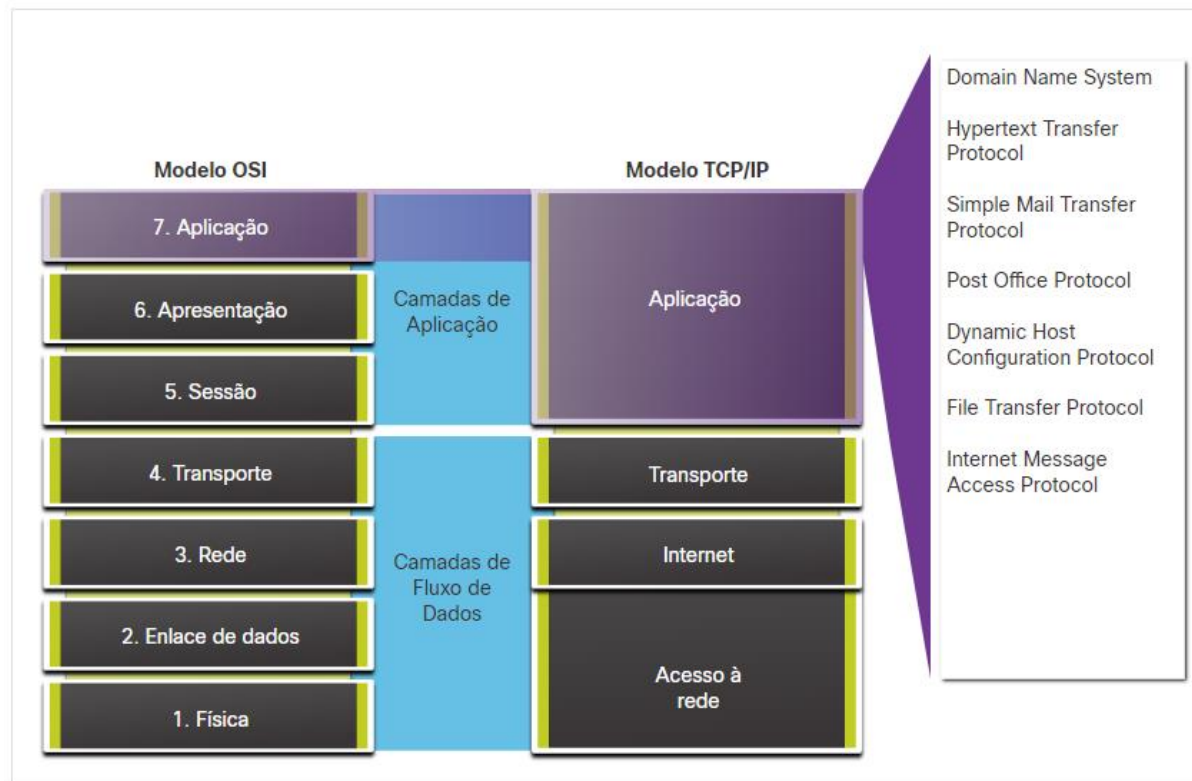 Modelo OSI
7. Aplicação
6. Apresentação
5. Sessão
4. Transporte
3. Rede
2. Enlace de dados
1. Física
Camadas de
Aplicação
Camadas de
Fluxo de
Dados
Modelo TCP/IP
Aplicação
Transporte
Internet
Acesso à
rede
Domain Name System
Hypertext Transfer
Protocol
Simple Mail Transfer
Protocol
Post Office Protocol
Dynamic Host
Configuration Protocol
File Transfer Protocol
Internet Message
Access Protocol